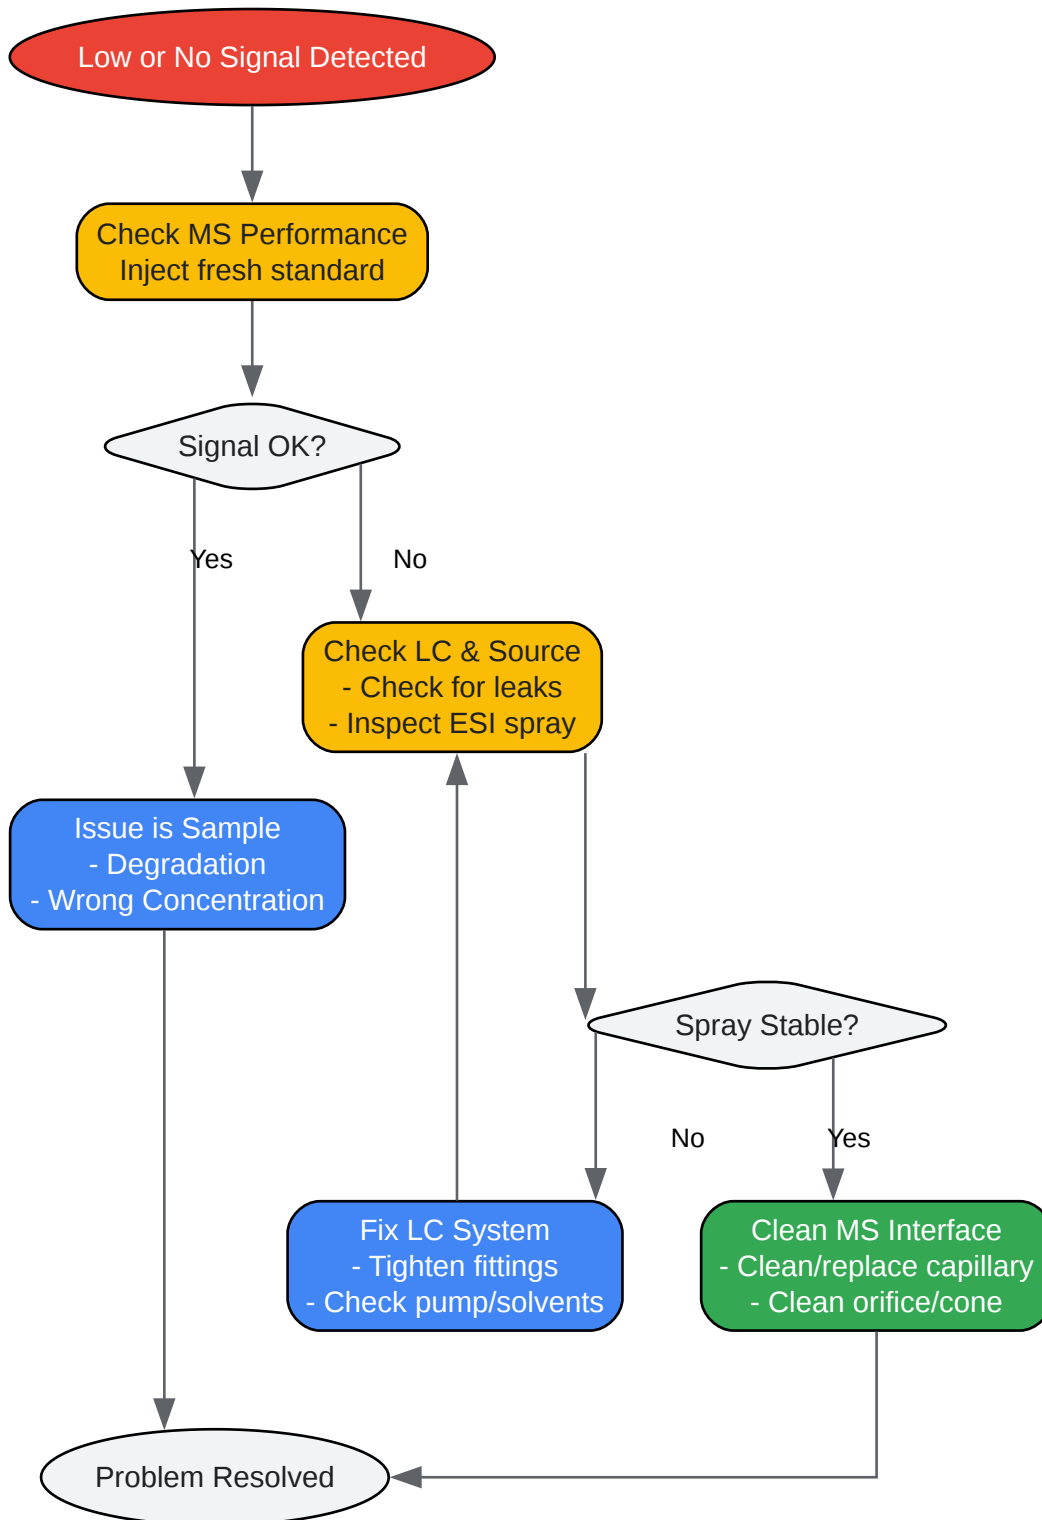 Low or No Signal Detected
Check MS Performance
Inject fresh standard
Signal OK?
Yes
No
Check LC & Source
- Check for leaks
- Inspect ESI spray
Issue is Sample
- Degradation
- Wrong Concentration
Spray Stable?
No
Yes
Fix LC System
- Tighten fittings
- Check pump/solvents
Clean MS Interface
- Clean/replace capillary
- Clean orifice/cone
Problem Resolved